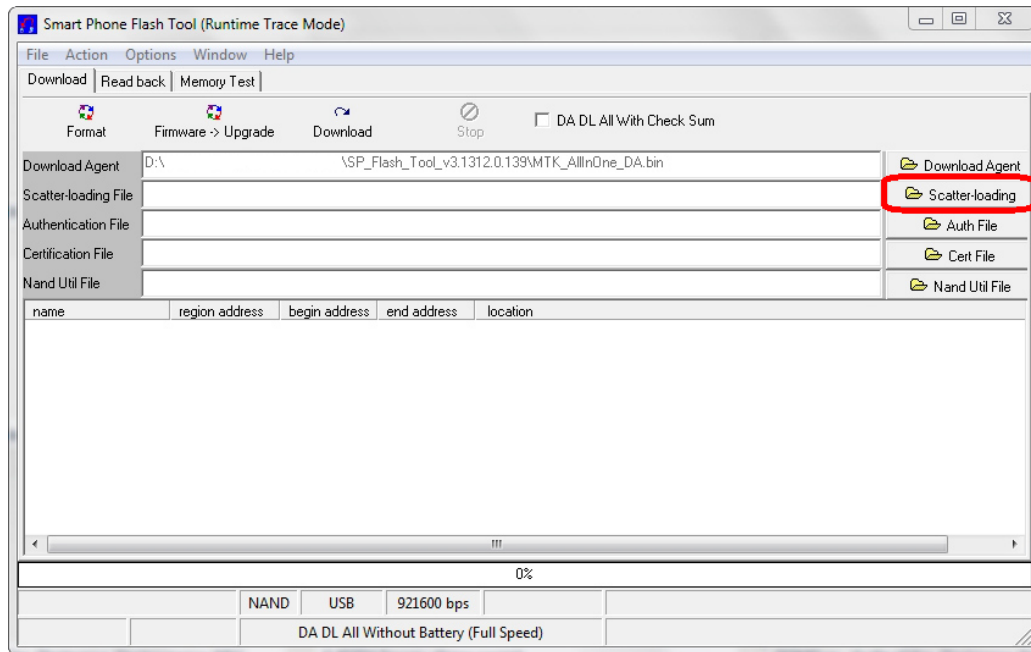 Smart Phone Flash Tool (Runtime Trace Mode)
File Action Options Window Help
Download Read back Memory Test
Format Firmware -> Upgrade Download Stop DA DL All With Check Sum
Download Agent D:\ \SP_Flash_Tool_v3.1312.0.139\MTK_AllInOne_DA.bin Download Agent
Scatter-loading File Scatter-loading
Authentication File Auth File
Certification File Cert File
Nand Util File Nand Util File
name region address begin address end address location
0%
NAND USB 921600 bps
DA DL All Without Battery (Full Speed)